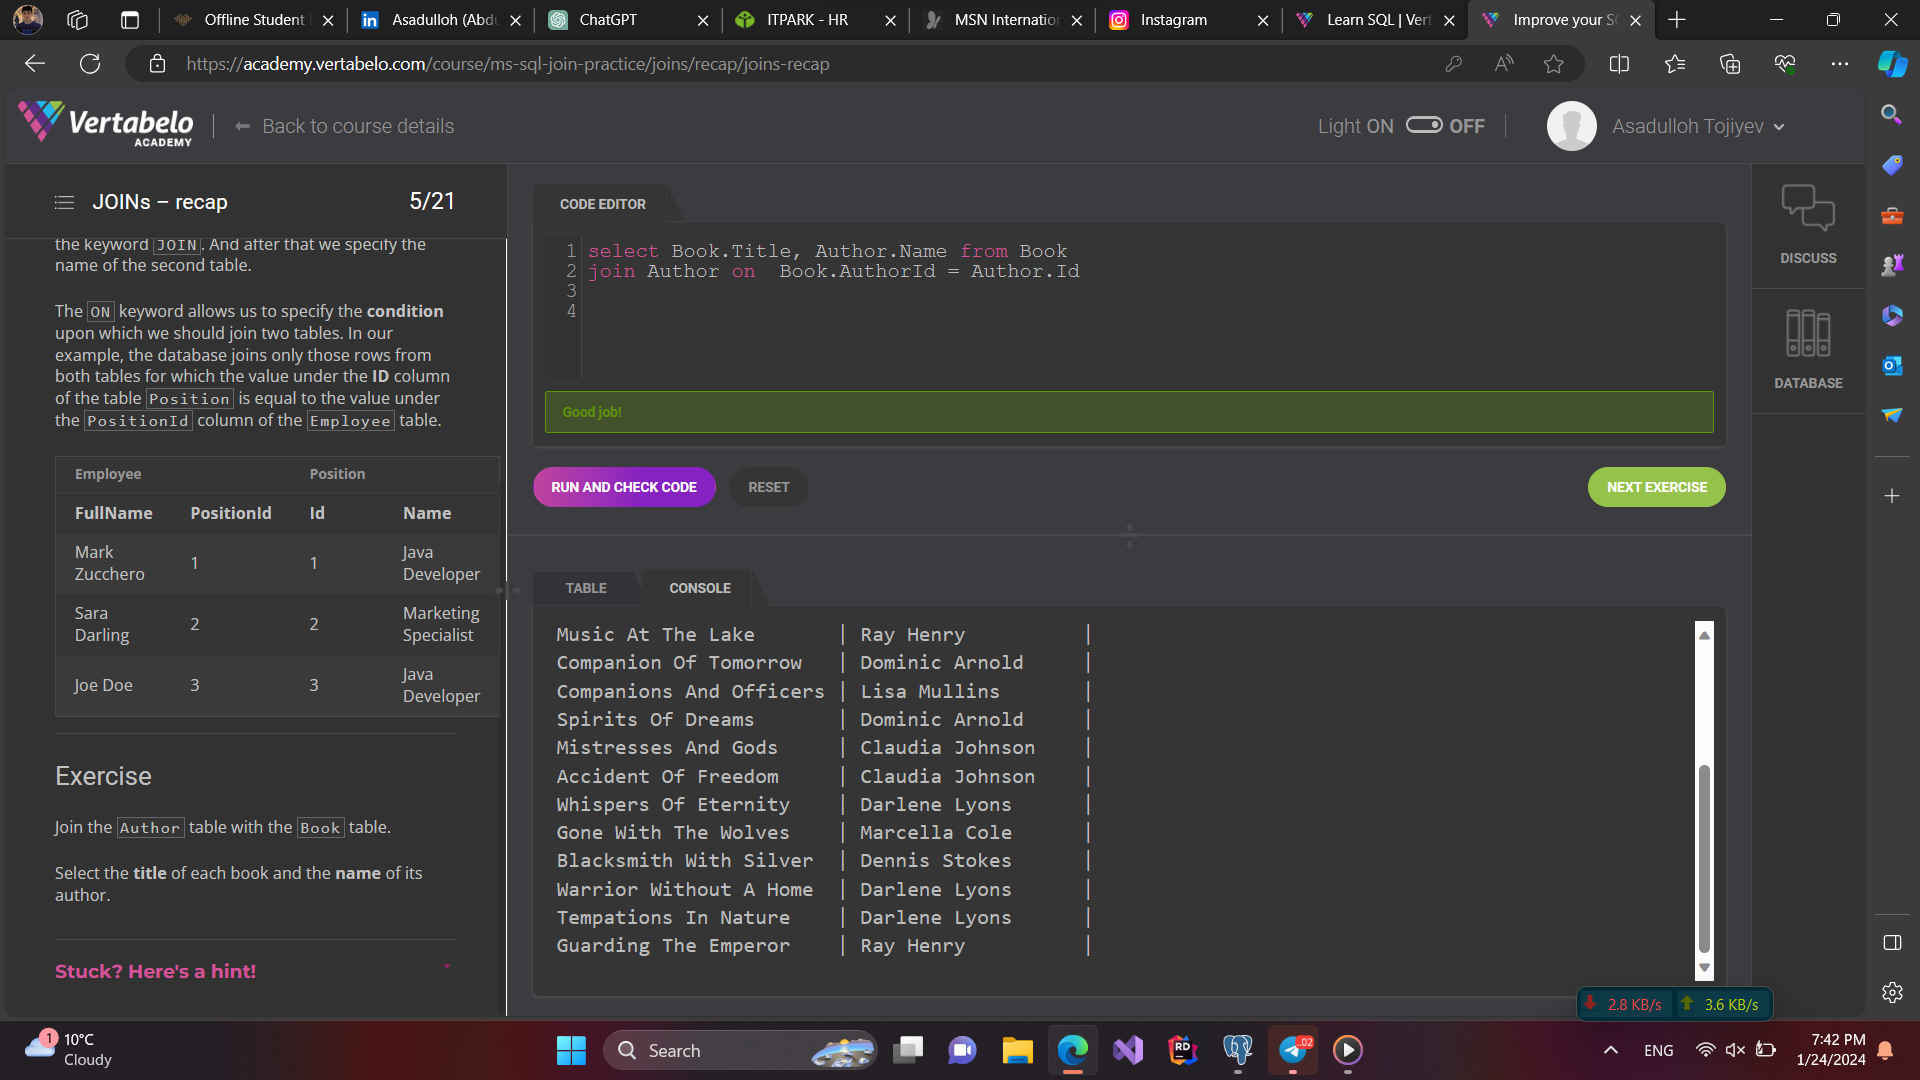 Offline Student
Asadulloh (Abdu
ChatGPT
ITPARK - HR
MSN Internation
Instagram
Learn SQL | Vert
Improve your SQ
https://academy.vertabelo.com/course/ms-sql-join-practice/joins/recap/joins-recap
Vertabelo
ACADEMY
Back to course details
Light ON OFF
Asadulloh Tojiyev
JOINs – recap 5/21
the keyword JOIN. And after that we specify the
name of the second table.
The ON keyword allows us to specify the condition
upon which we should join two tables. In our
example, the database joins only those rows from
both tables for which the value under the ID column
of the table Position is equal to the value under
the PositionId column of the Employee table.
Employee Position
FullName PositionId Id Name
Mark Zucchero 1 1 Java Developer
Sara Darling 2 2 Marketing Specialist
Joe Doe 3 3 Java Developer
Exercise
Join the Author table with the Book table.
Select the title of each book and the name of its
author.
Stuck? Here's a hint!
CODE EDITOR
1 select Book.Title, Author.Name from Book
2 join Author on  Book.AuthorId = Author.Id
3
4
Good job!
RUN AND CHECK CODE
RESET
NEXT EXERCISE
TABLE
CONSOLE
Music At The Lake | Ray Henry |
Companion Of Tomorrow | Dominic Arnold |
Companions And Officers | Lisa Mullins |
Spirits Of Dreams | Dominic Arnold |
Mistresses And Gods | Claudia Johnson |
Accident Of Freedom | Claudia Johnson |
Whispers Of Eternity | Darlene Lyons |
Gone With The Wolves | Marcella Cole |
Blacksmith With Silver | Dennis Stokes |
Warrior Without A Home | Darlene Lyons |
Tempations In Nature | Darlene Lyons |
Guarding The Emperor | Ray Henry |
DISCUSS
DATABASE
2.8 KB/s
3.6 KB/s
1
10°C
Cloudy
Search
RD
02
ENG
7:42 PM
1/24/2024